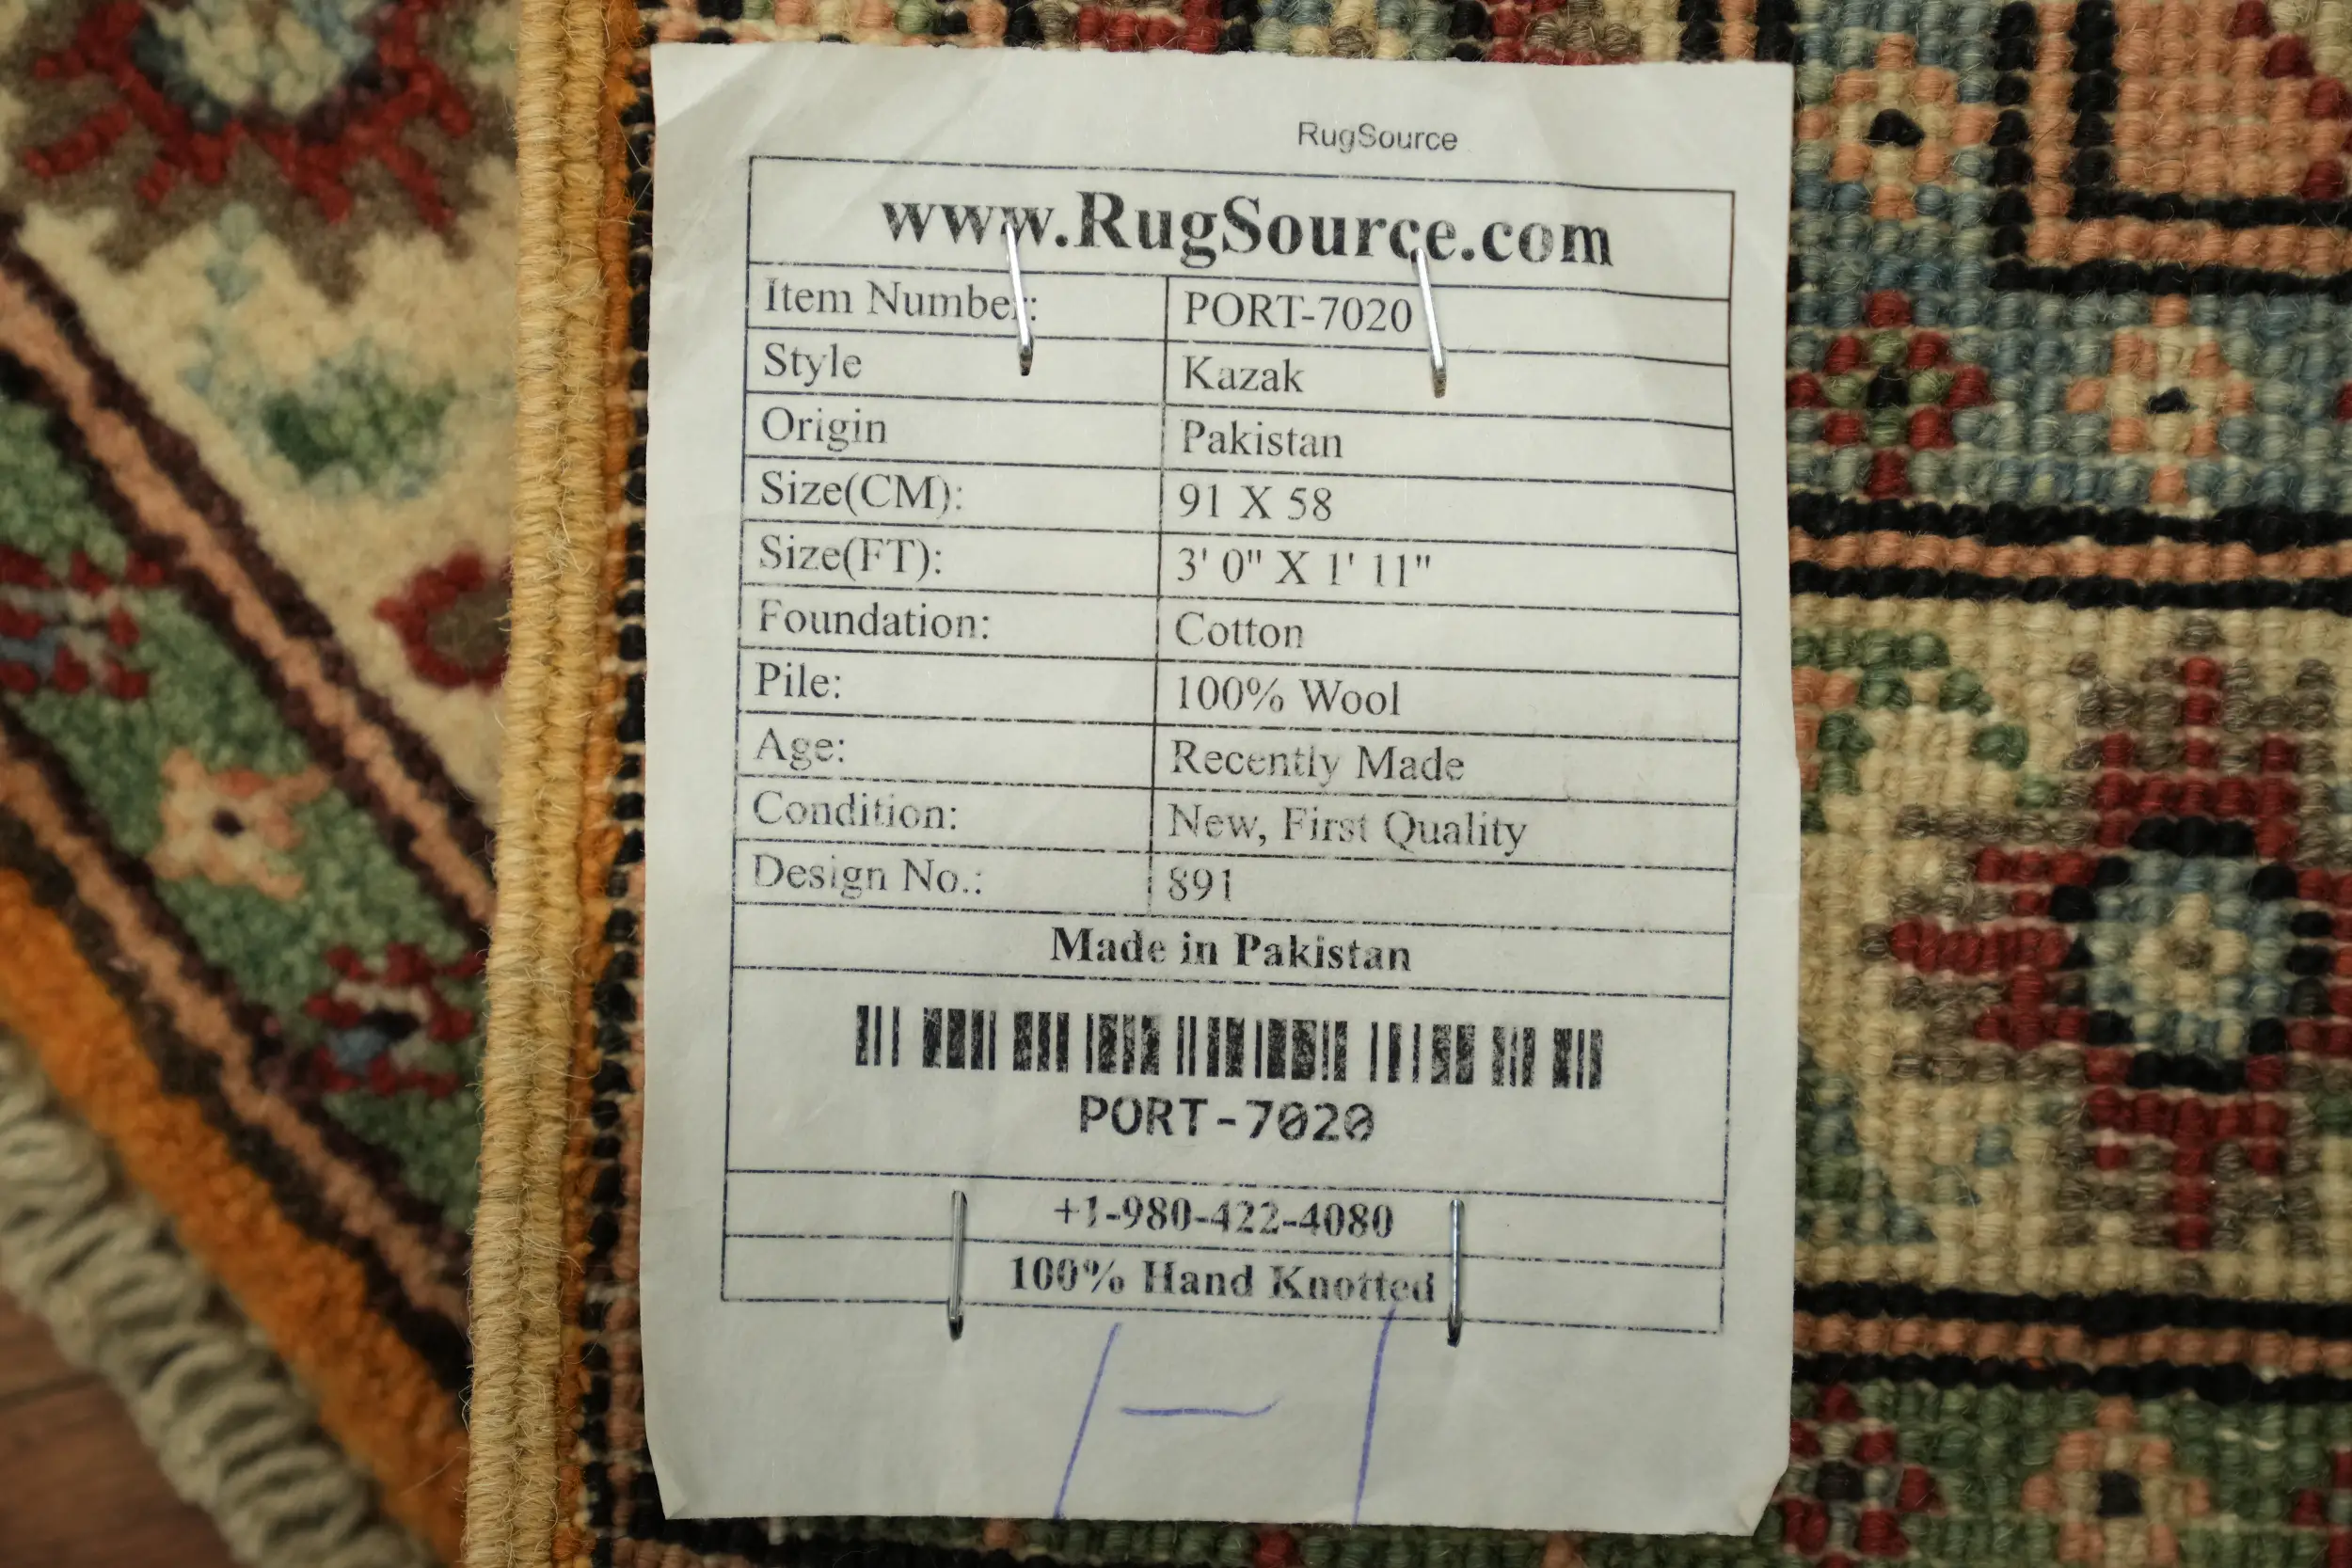 RugSource
www.RugSource.com
Item Number: PORT-7020
Style Kazak
Origin Pakistan
Size(CM): 91 X 58
Size(FT): 3' 0" X 1' 11"
Foundation: Cotton
Pile: 100% Wool
Age: Recently Made
Condition: New, First Quality
Design No.: 891
Made in Pakistan
PORT-7020
+1-980-422-4080
100% Hand Knotted
1-1